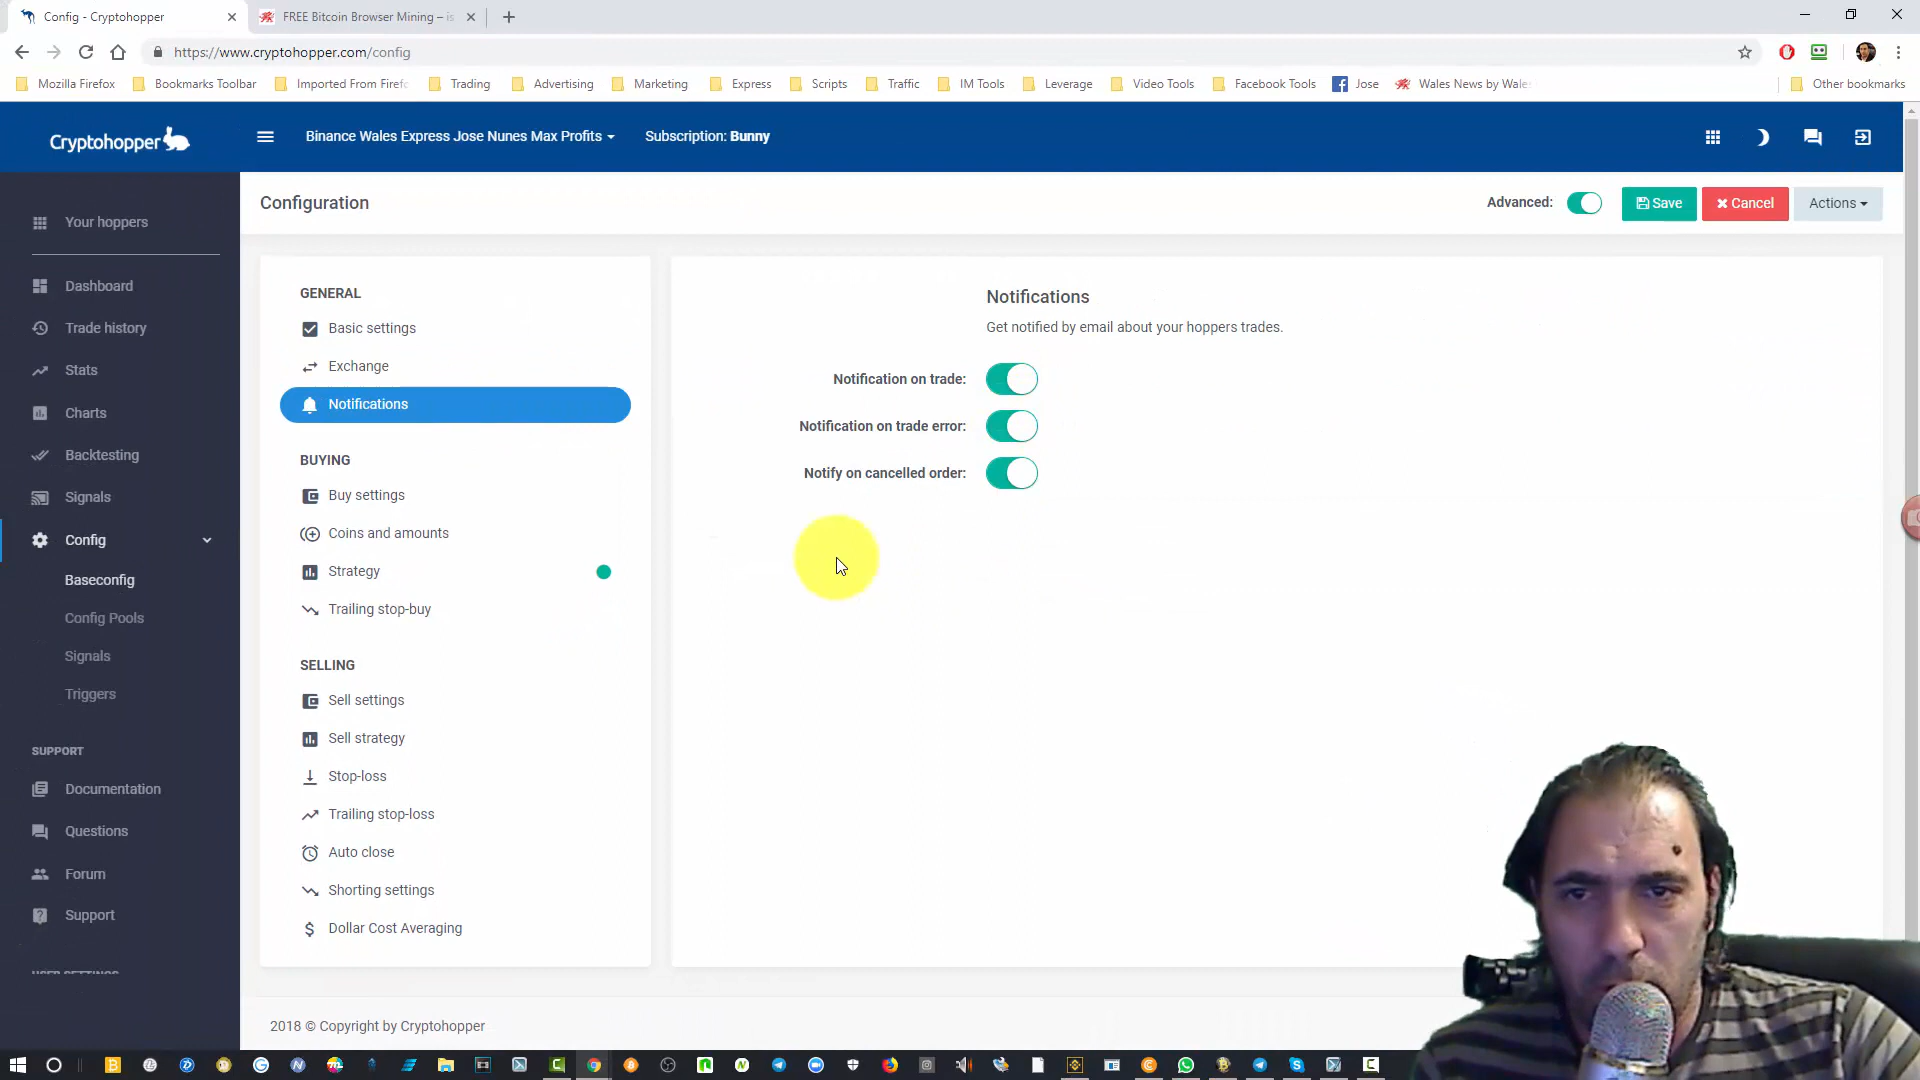 Config - Cryptohopper
FREE Bitcoin Browser Mining – is
https://www.cryptohopper.com/config
Mozilla Firefox
Bookmarks Toolbar
Imported From Firefo
Trading
Advertising
Marketing
Express
Scripts
Traffic
IM Tools
Leverage
Video Tools
Facebook Tools
Jose
Wales News by Wales
Other bookmarks
Cryptohopper
Binance Wales Express Jose Nunes Max Profits
Subscription: Bunny
Configuration
Advanced:
Save
Cancel
Actions
Your hoppers
Dashboard
Trade history
Stats
Charts
Backtesting
Signals
Config
Baseconfig
Config Pools
Signals
Triggers
SUPPORT
Documentation
Questions
Forum
Support
USER SETTINGS
GENERAL
Basic settings
Exchange
Notifications
BUYING
Buy settings
Coins and amounts
Strategy
Trailing stop-buy
SELLING
Sell settings
Sell strategy
Stop-loss
Trailing stop-loss
Auto close
Shorting settings
Dollar Cost Averaging
Notifications
Get notified by email about your hoppers trades.
Notification on trade:
Notification on trade error:
Notify on cancelled order:
2018 © Copyright by Cryptohopper